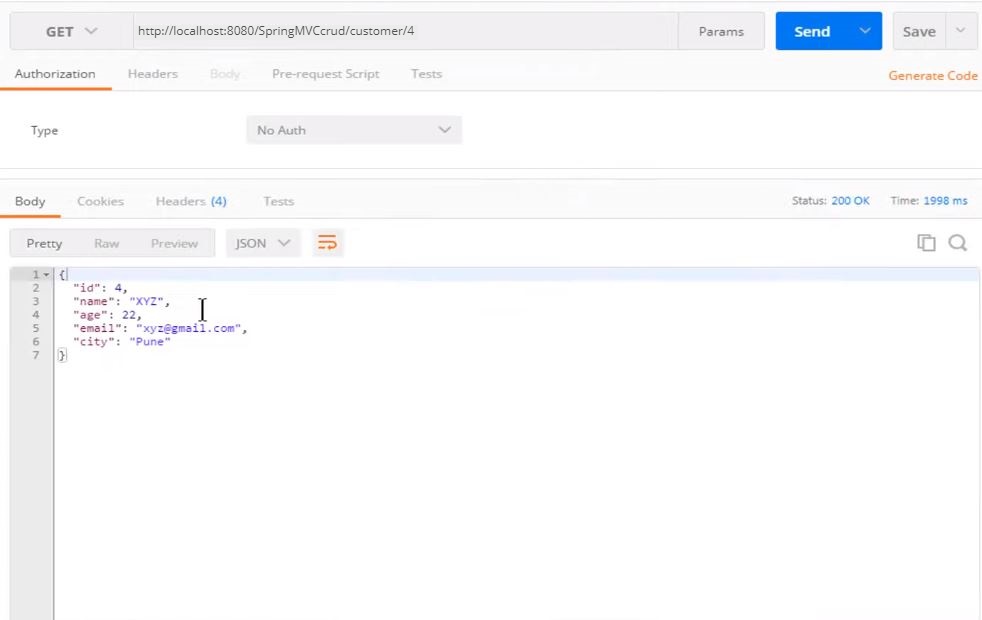 GET http://localhost:8080/SpringMVCcrud/customer/4 Params Send Save
Authorization Headers Body Pre-request Script Tests Generate Code
Type No Auth
Body Cookies Headers (4) Tests Status: 200 OK Time: 1998 ms
Pretty Raw Preview JSON
1 {
2 "id": 4,
3 "name": "XYZ",
4 "age": 22,
5 "email": "xyz@gmail.com",
6 "city": "Pune"
7 }